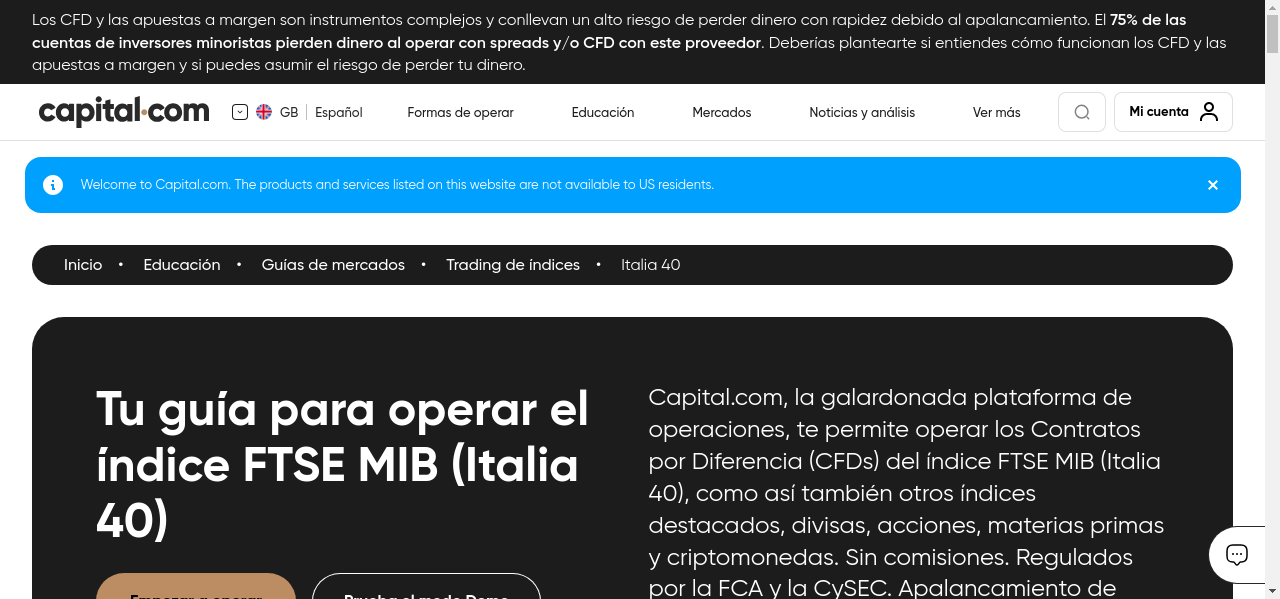 Los CFD y las apuestas a margen son instrumentos complejos y conllevan un alto riesgo de perder dinero con rapidez debido al apalancamiento. El 75% de las
cuentas de inversores minoristas pierden dinero al operar con spreads y/o CFD con este proveedor. Deberías plantearte si entiendes cómo funcionan los CFD y las
apuestas a margen y si puedes asumir el riesgo de perder tu dinero.
capital.com GB Español Formas de operar Educación Mercados Noticias y análisis Ver más Mi cuenta
Welcome to Capital.com. The products and services listed on this website are not available to US residents.
Inicio • Educación • Guías de mercados • Trading de índices • Italia 40
Tu guía para operar el
índice FTSE MIB (Italia
40)
Empezar a operar Prueba el modo Demo
Capital.com, la galardonada plataforma de
operaciones, te permite operar los Contratos
por Diferencia (CFDs) del índice FTSE MIB (Italia
40), como así también otros índices
destacados, divisas, acciones, materias primas
y criptomonedas. Sin comisiones. Regulados
por la FCA y la CySEC. Apalancamiento de